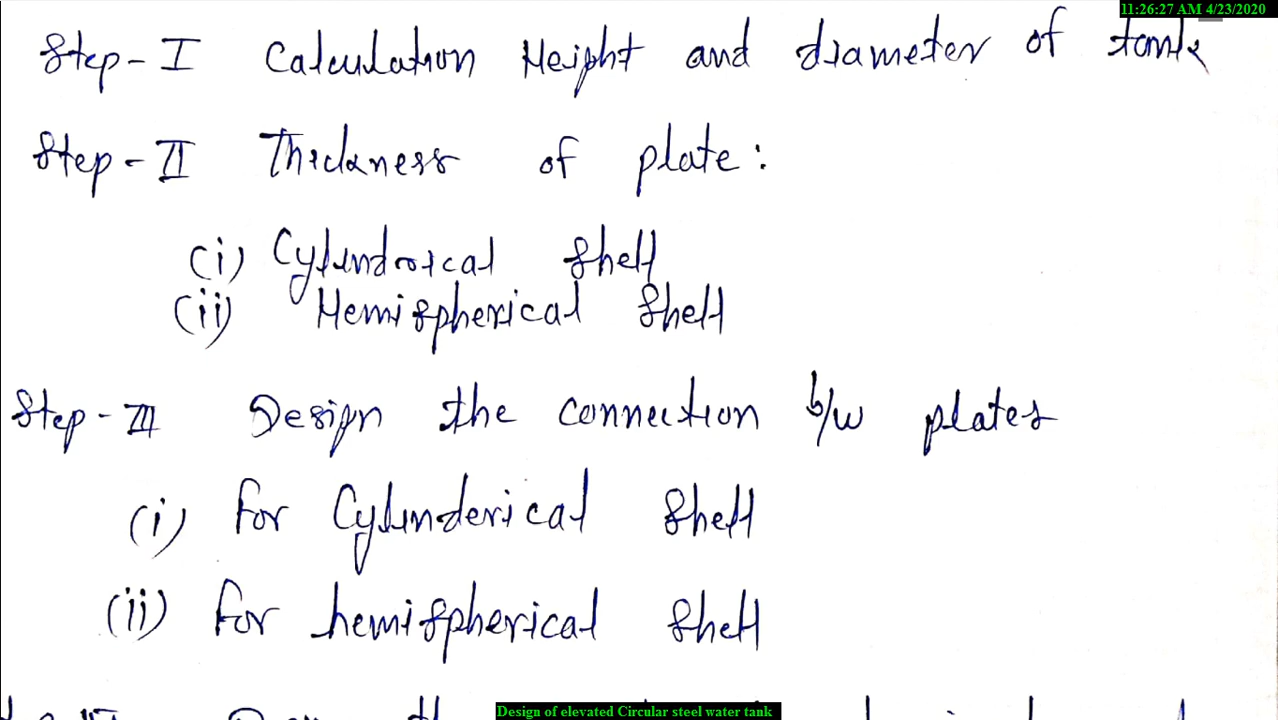 11:26:27 AM 4/23/2020
Step-I Calculation Height and diameter of tank
Step-II Thickness of plate:
(i) Cylindrical Shell
(ii) Hemispherical Shell
Step-III Design the connection b/w plates
(i) For Cylinderical Shell
(ii) For hemispherical Shell
Design of elevated Circular steel water tank